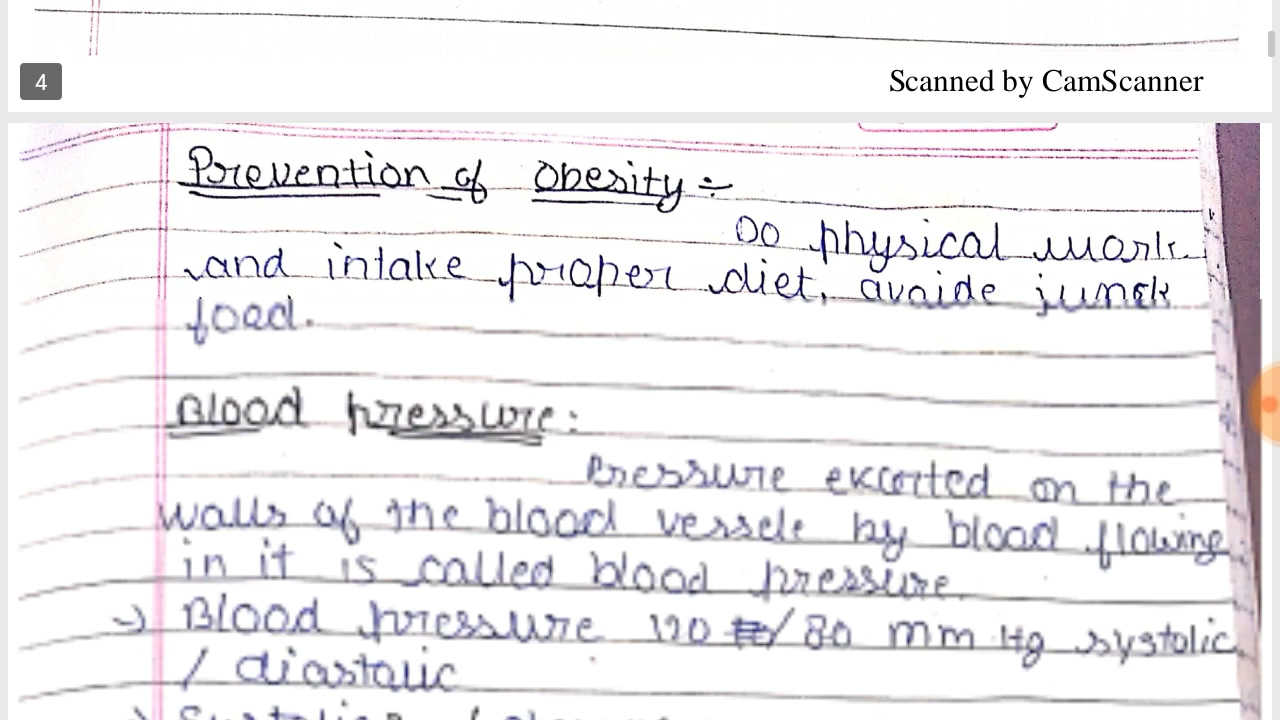 4
Scanned by CamScanner
Prevention of Obesity :-
Do physical work
and intake proper diet, avoide junck
food.
Blood pressure:
Pressure excerted on the
walls of the blood vessele by blood flowing
in it is called blood pressure.
→ Blood pressure 120 / 80 mm Hg systolic
/ diastolic